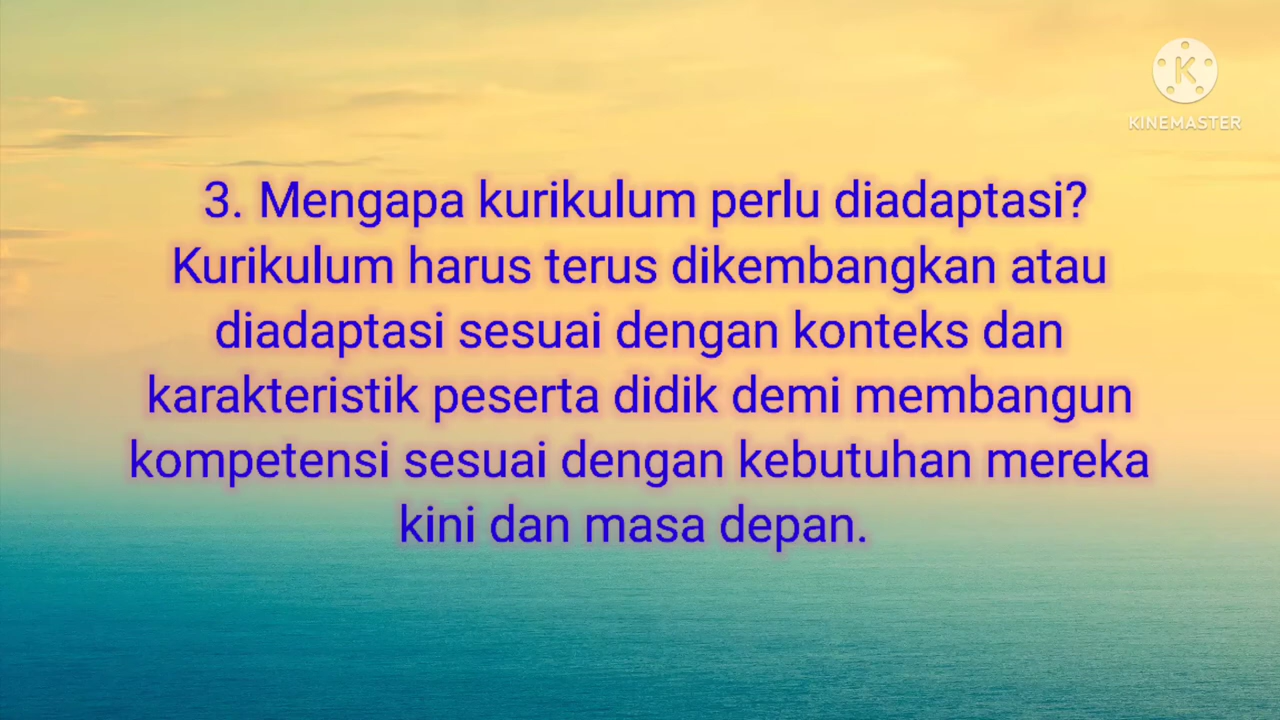 KINEMASTER
3. Mengapa kurikulum perlu diadaptasi?
Kurikulum harus terus dikembangkan atau
diadaptasi sesuai dengan konteks dan
karakteristik peserta didik demi membangun
kompetensi sesuai dengan kebutuhan mereka
kini dan masa depan.